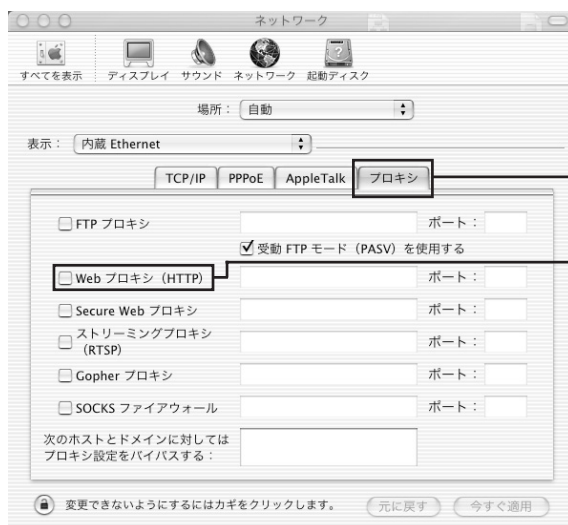 ネットワーク
すべてを表示 ディスプレイ サウンド ネットワーク 起動ディスク
場所： 自動
表示： 内蔵 Ethernet
TCP/IP PPPoE AppleTalk プロキシ
FTP プロキシ ポート：
受動 FTP モード（PASV）を使用する
Web プロキシ（HTTP） ポート：
Secure Web プロキシ ポート：
ストリーミングプロキシ
（RTSP） ポート：
Gopher プロキシ ポート：
SOCKS ファイアウォール ポート：
次のホストとドメインに対しては
プロキシ設定をバイパスする：
変更できないようにするにはカギをクリックします。 元に戻す 今すぐ適用